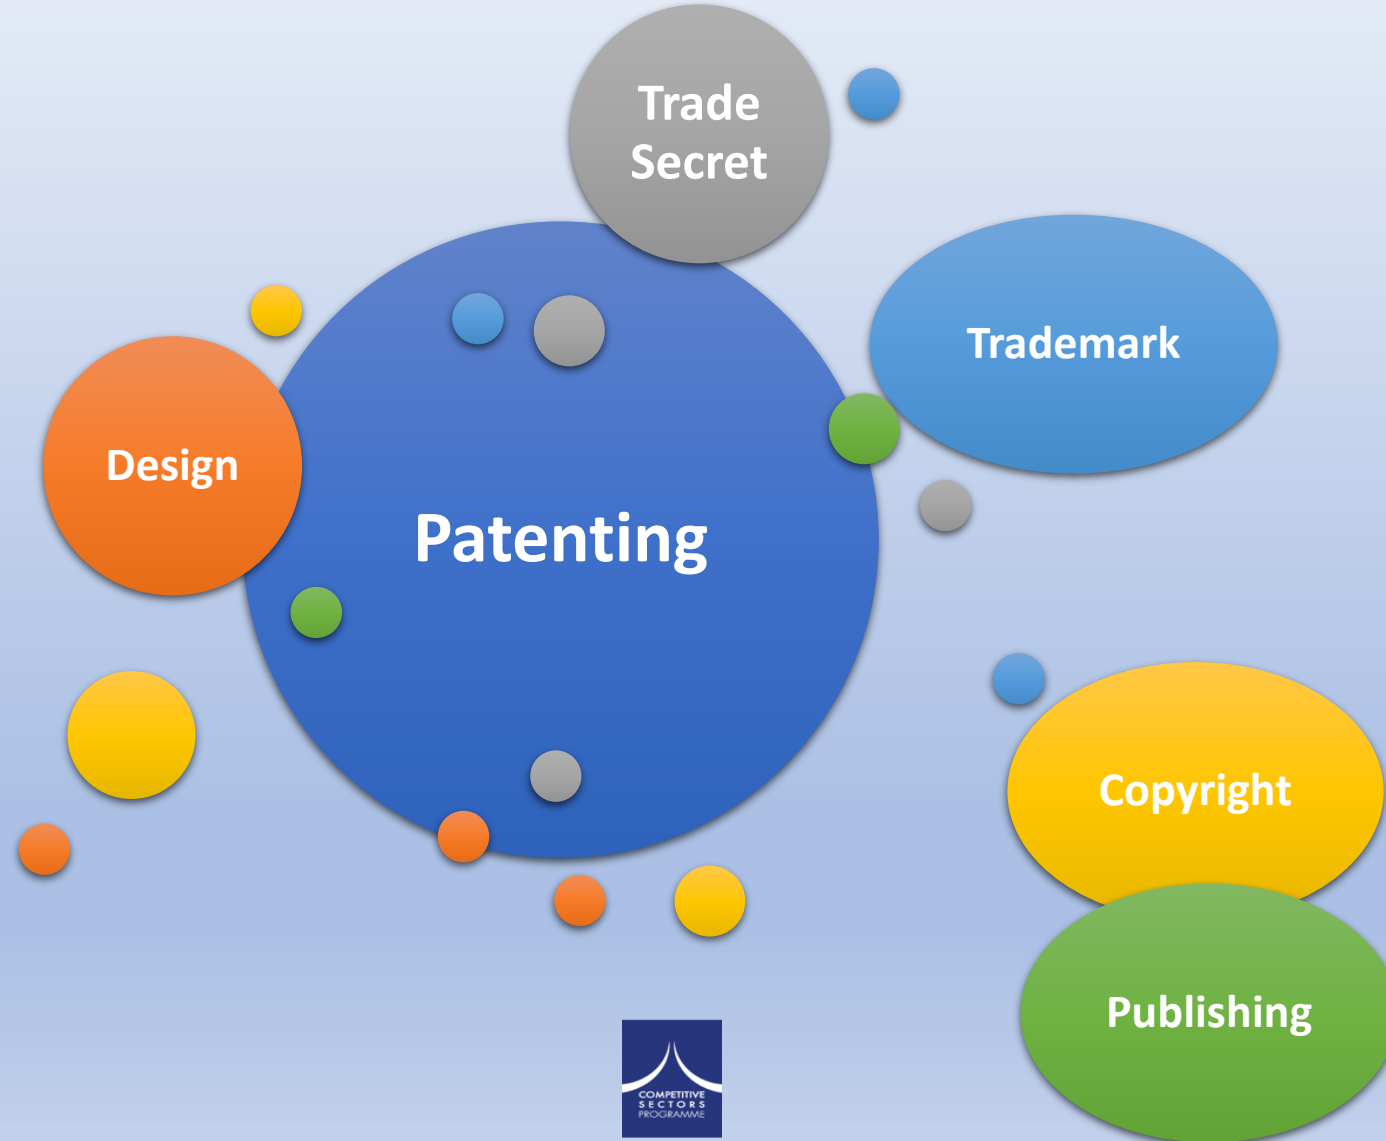 Trade
Secret
Trademark
Design
Patenting
Copyright
Publishing
COMPETITIVE
SECTORS
PROGRAMME